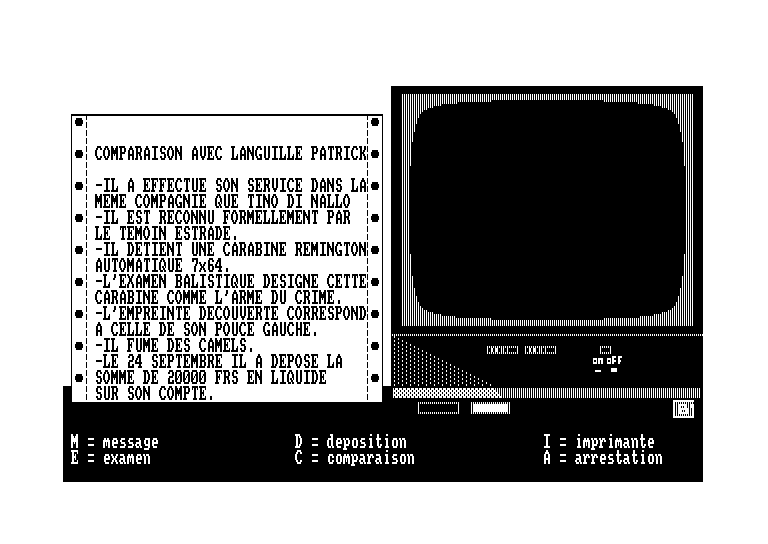 COMPARAISON AVEC LANGUILLE PATRICK
-IL A EFFECTUE SON SERVICE DANS LA
MEME COMPAGNIE QUE TINO DI NALLO
-IL EST RECONNU FORMELLEMENT PAR
LE TEMOIN ESTRADE.
-IL DETIENT UNE CARABINE REMINGTON
AUTOMATIQUE 7x64.
-L'EXAMEN BALISTIQUE DESIGNE CETTE
CARABINE COMME L'ARME DU CRIME.
-L'EMPREINTE DECOUVERTE CORRESPOND
A CELLE DE SON POUCE GAUCHE.
-IL FUME DES CAMELS.
-LE 24 SEPTEMBRE IL A DEPOSE LA
SOMME DE 20000 FRS EN LIQUIDE
SUR SON COMPTE.
on oFF
M = message D = deposition I = imprimante
E = examen C = comparaison A = arrestation